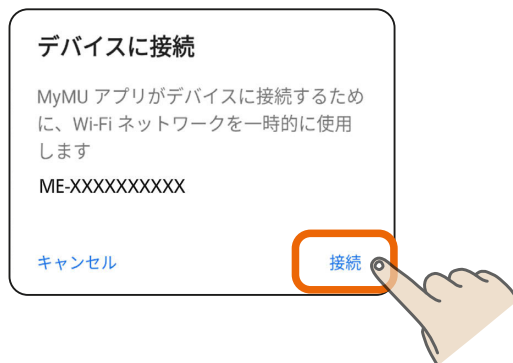 デバイスに接続
MyMU アプリがデバイスに接続するため
に、Wi-Fi ネットワークを一時的に使用
します
ME-XXXXXXXXXX
キャンセル
接続